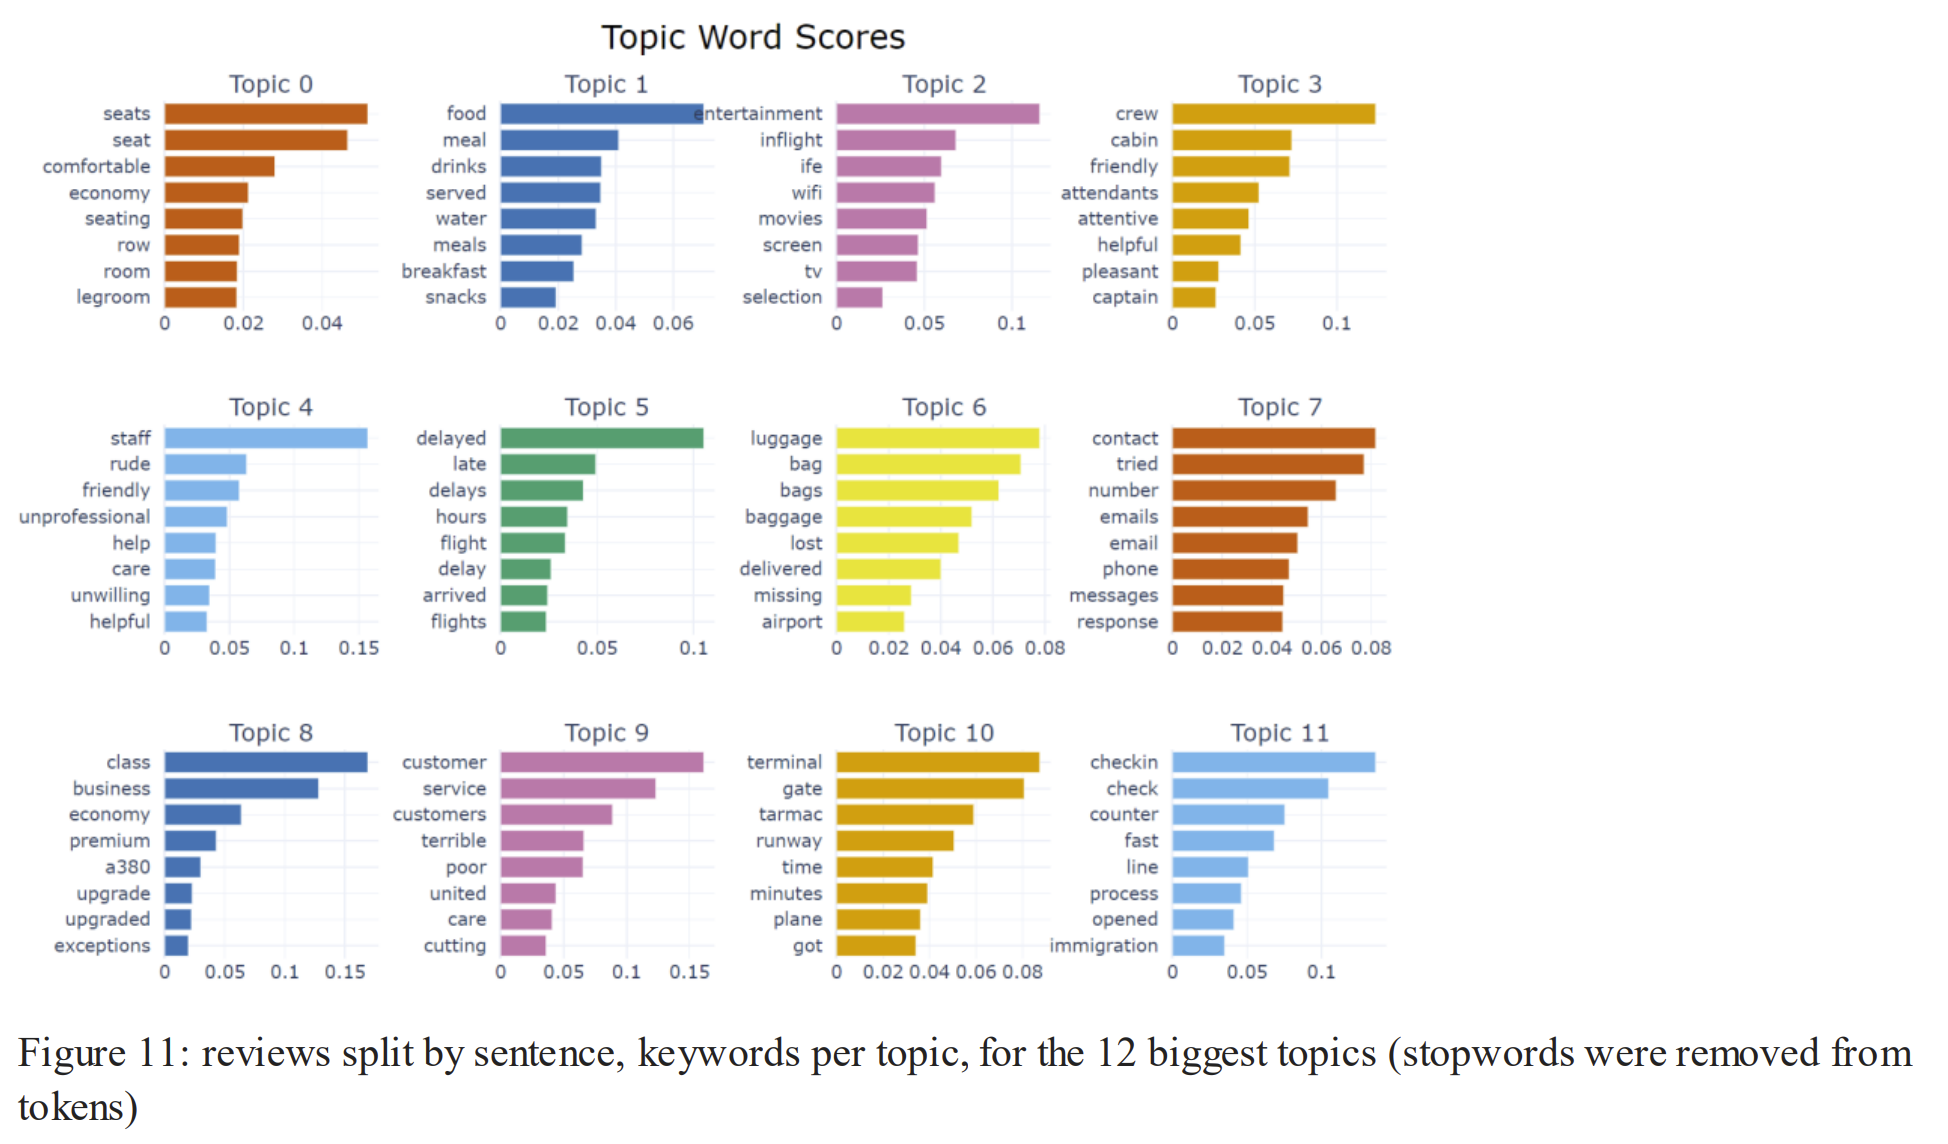 Topic Word Scores
Topic 0
seats
seat
comfortable
economy
seating
row
room
legroom
0 0.02 0.04
Topic 1
food
meal
drinks
served
water
meals
breakfast
snacks
0 0.02 0.04 0.06
Topic 2
entertainment
inflight
ife
wifi
movies
screen
tv
selection
0 0.05 0.1
Topic 3
crew
cabin
friendly
attendants
attentive
helpful
pleasant
captain
0 0.05 0.1
Topic 4
staff
rude
friendly
unprofessional
help
care
unwilling
helpful
0 0.05 0.1 0.15
Topic 5
delayed
late
delays
hours
flight
delay
arrived
flights
0 0.05 0.1
Topic 6
luggage
bag
bags
baggage
lost
delivered
missing
airport
0 0.02 0.04 0.06 0.08
Topic 7
contact
tried
number
emails
email
phone
messages
response
0 0.02 0.04 0.06 0.08
Topic 8
class
business
economy
premium
a380
upgrade
upgraded
exceptions
0 0.05 0.1 0.15
Topic 9
customer
service
customers
terrible
poor
united
care
cutting
0 0.05 0.1 0.15
Topic 10
terminal
gate
tarmac
runway
time
minutes
plane
got
0 0.02 0.04 0.06 0.08
Topic 11
checkin
check
counter
fast
line
process
opened
immigration
0 0.05 0.1
Figure 11: reviews split by sentence, keywords per topic, for the 12 biggest topics (stopwords were removed from
tokens)